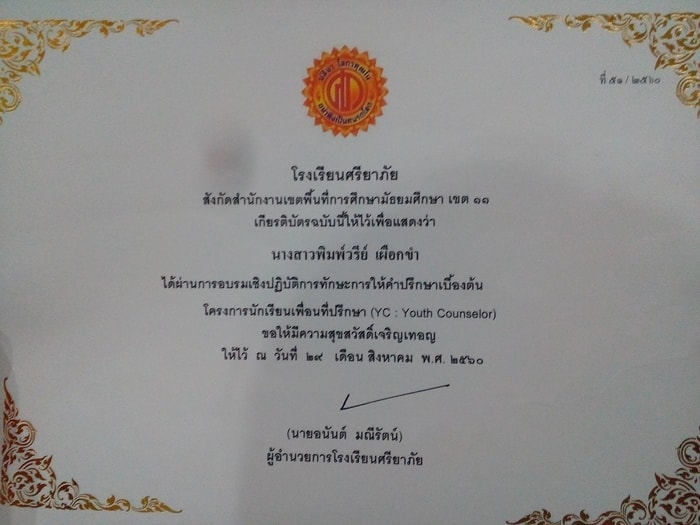 ที่ ๕๑ / ๒๕๖๐
โรงเรียนศรียาภัย
สังกัดสำนักงานเขตพื้นที่การศึกษามัธยมศึกษา เขต ๑๑
เกียรติบัตรฉบับนี้ให้ไว้เพื่อแสดงว่า
นางสาวพิมพ์วรีย์ เผือกขำ
ได้ผ่านการอบรมเชิงปฏิบัติการทักษะการให้คำปรึกษาเบื้องต้น
โครงการนักเรียนเพื่อนที่ปรึกษา (YC : Youth Counselor)
ขอให้มีความสุขสวัสดิ์เจริญเทอญ
ให้ไว้ ณ วันที่ ๒๙ เดือน สิงหาคม พ.ศ. ๒๕๖๐
(นายอนันต์ มณีรัตน์)
ผู้อำนวยการโรงเรียนศรียาภัย